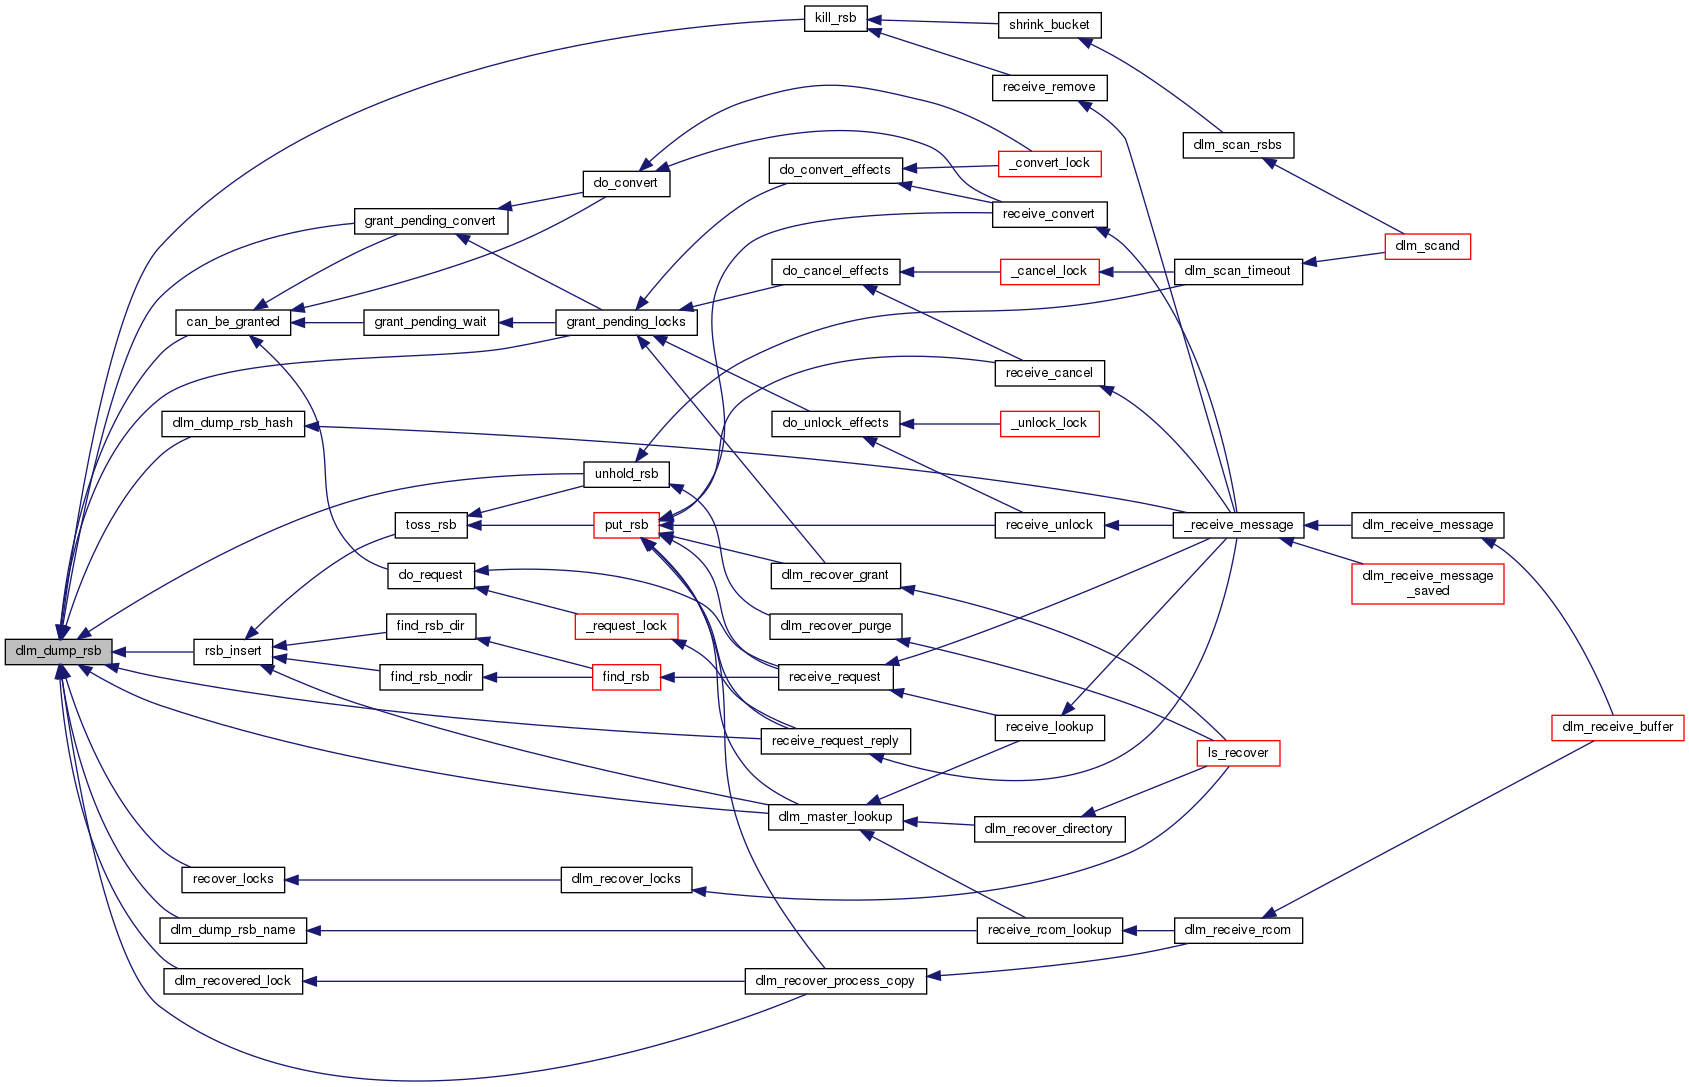 kill_rsb
shrink_bucket
receive_remove
dlm_scan_rsbs
_convert_lock
do_convert_effects
do_convert
receive_convert
grant_pending_convert
dlm_scand
do_cancel_effects
_cancel_lock
dlm_scan_timeout
can_be_granted
grant_pending_wait
grant_pending_locks
receive_cancel
dlm_dump_rsb_hash
do_unlock_effects
_unlock_lock
unhold_rsb
toss_rsb
put_rsb
receive_unlock
_receive_message
dlm_receive_message
do_request
dlm_recover_grant
dlm_receive_message
_saved
find_rsb_dir
_request_lock
dlm_recover_purge
dlm_dump_rsb
rsb_insert
find_rsb_nodir
find_rsb
receive_request
receive_lookup
dlm_receive_buffer
receive_request_reply
ls_recover
dlm_master_lookup
dlm_recover_directory
recover_locks
dlm_recover_locks
dlm_dump_rsb_name
receive_rcom_lookup
dlm_receive_rcom
dlm_recovered_lock
dlm_recover_process_copy